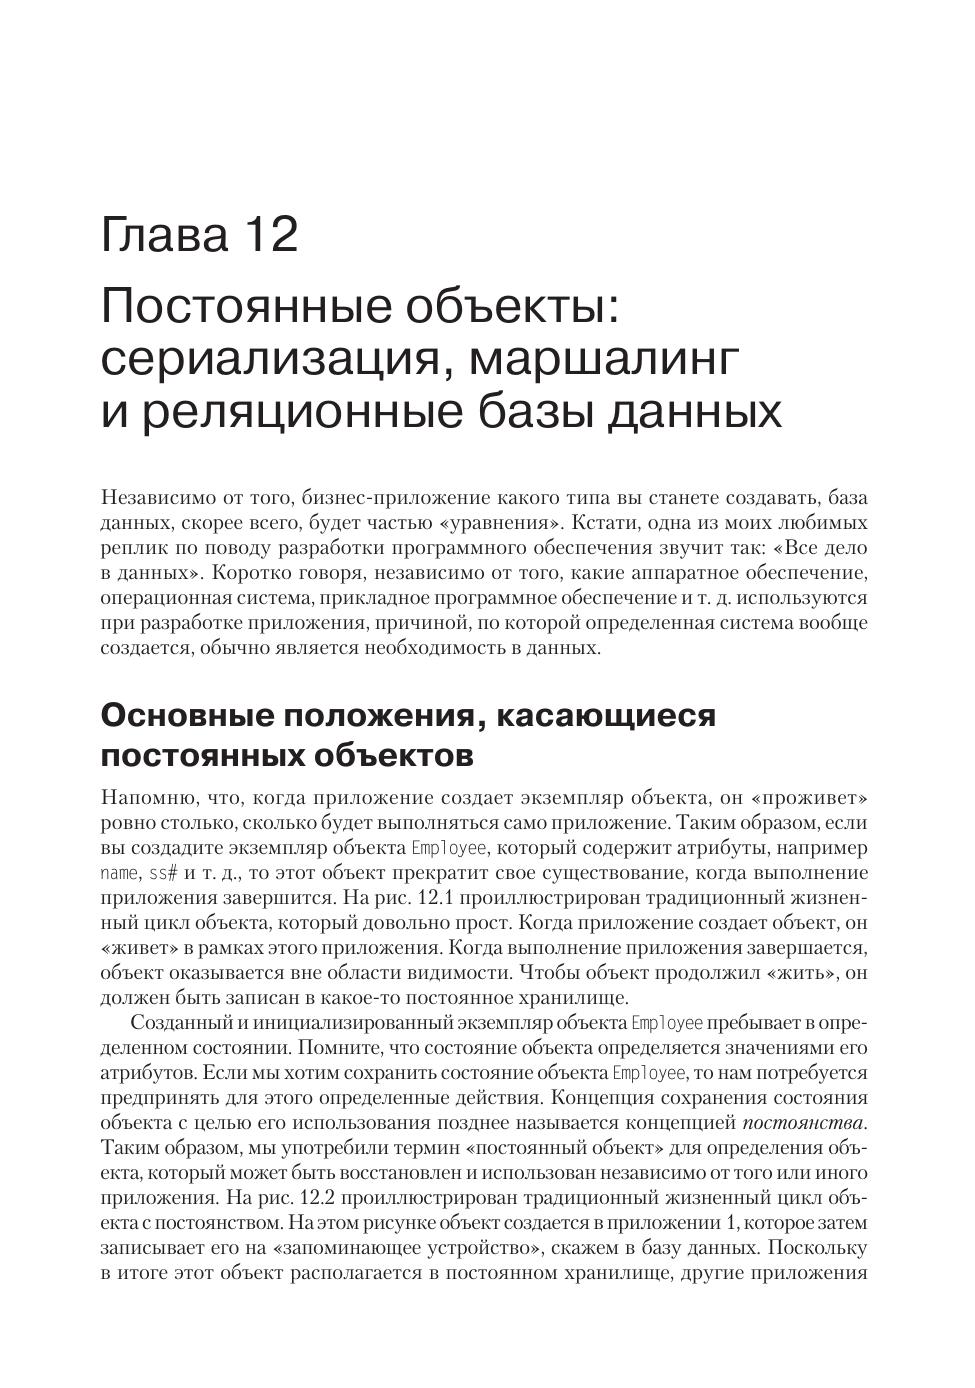 Глава 12
Постоянные объекты:
сериализация, маршалинг
и реляционные базы данных
Независимо от того, бизнес-приложение какого типа вы станете создавать, база
данных, скорее всего, будет частью «уравнения». Кстати, одна из моих любимых
реплик по поводу разработки программного обеспечения звучит так: «Все дело
в данных». Коротко говоря, независимо от того, какие аппаратное обеспечение,
операционная система, прикладное программное обеспечение и т. д. используются
при разработке приложения, причиной, по которой определенная система вообще
создается, обычно является необходимость в данных.
Основные положения, касающиеся
постоянных объектов
Напомню, что, когда приложение создает экземпляр объекта, он «проживет»
ровно столько, сколько будет выполняться само приложение. Таким образом, если
вы создадите экземпляр объекта Employee, который содержит атрибуты, например
name, ss# и т. д., то этот объект прекратит свое существование, когда выполнение
приложения завершится. На рис. 12.1 проиллюстрирован традиционный жизнен-
ный цикл объекта, который довольно прост. Когда приложение создает объект, он
«живет» в рамках этого приложения. Когда выполнение приложения завершается,
объект оказывается вне области видимости. Чтобы объект продолжил «жить», он
должен быть записан в какое-то постоянное хранилище.
Созданный и инициализированный экземпляр объекта Employee пребывает в опре-
деленном состоянии. Помните, что состояние объекта определяется значениями его
атрибутов. Если мы хотим сохранить состояние объекта Employee, то нам потребуется
предпринять для этого определенные действия. Концепция сохранения состояния
объекта с целью его использования позднее называется концепцией постоянства.
Таким образом, мы употребили термин «постоянный объект» для определения объ-
екта, который может быть восстановлен и использован независимо от того или иного
приложения. На рис. 12.2 проиллюстрирован традиционный жизненный цикл объ-
екта с постоянством. На этом рисунке объект создается в приложении 1, которое затем
записывает его на «запоминающее устройство», скажем в базу данных. Поскольку
в итоге этот объект располагается в постоянном хранилище, другие приложения